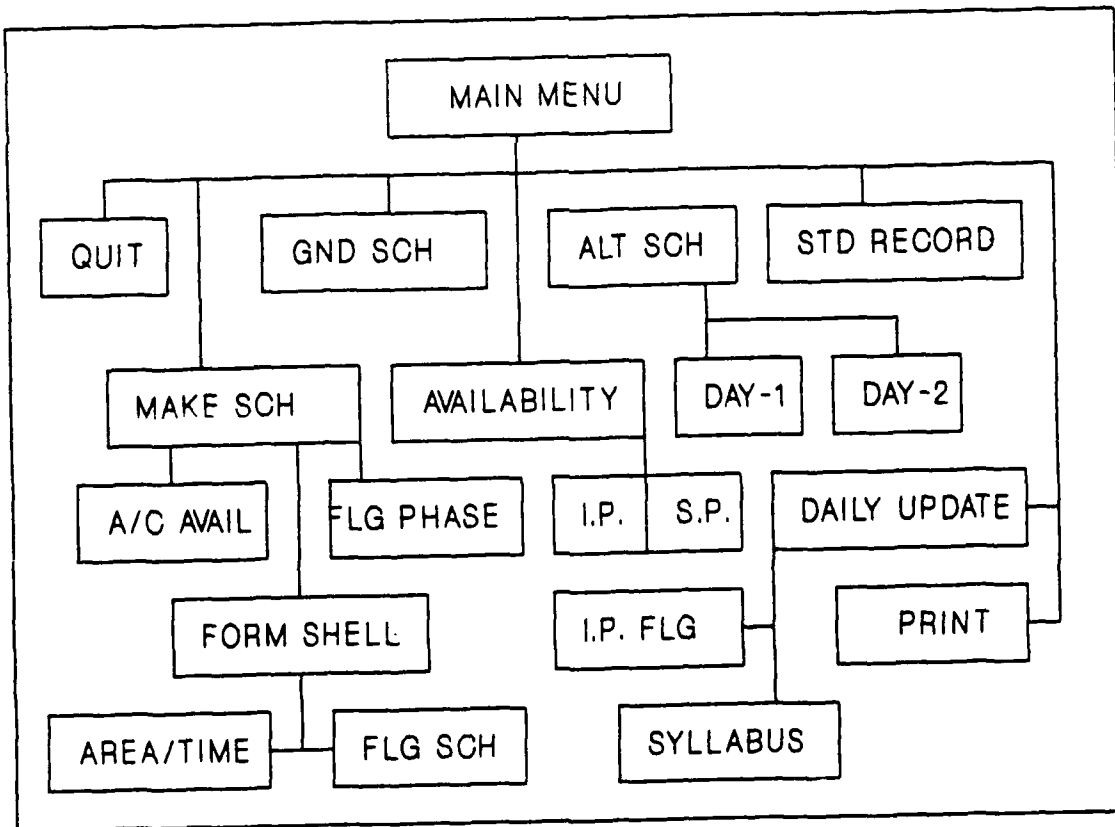 MAIN MENU
QUIT
GND SCH
ALT SCH
STD RECORD
MAKE SCH
AVAILABILITY
DAY-1
DAY-2
A/C AVAIL
FLG PHASE
I.P.
S.P.
DAILY UPDATE
FORM SHELL
I.P. FLG
PRINT
AREA/TIME
FLG SCH
SYLLABUS